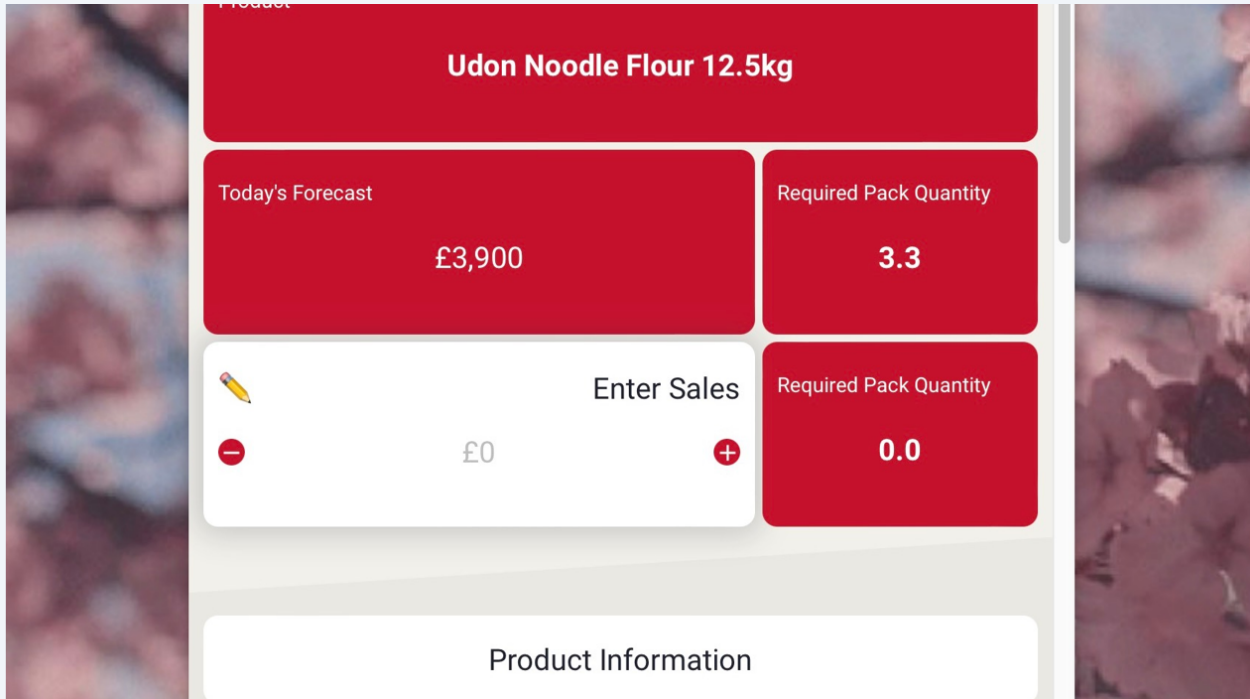 Product
Udon Noodle Flour 12.5kg
Today's Forecast
£3,900
Required Pack Quantity
3.3
Enter Sales
£0
Required Pack Quantity
0.0
Product Information